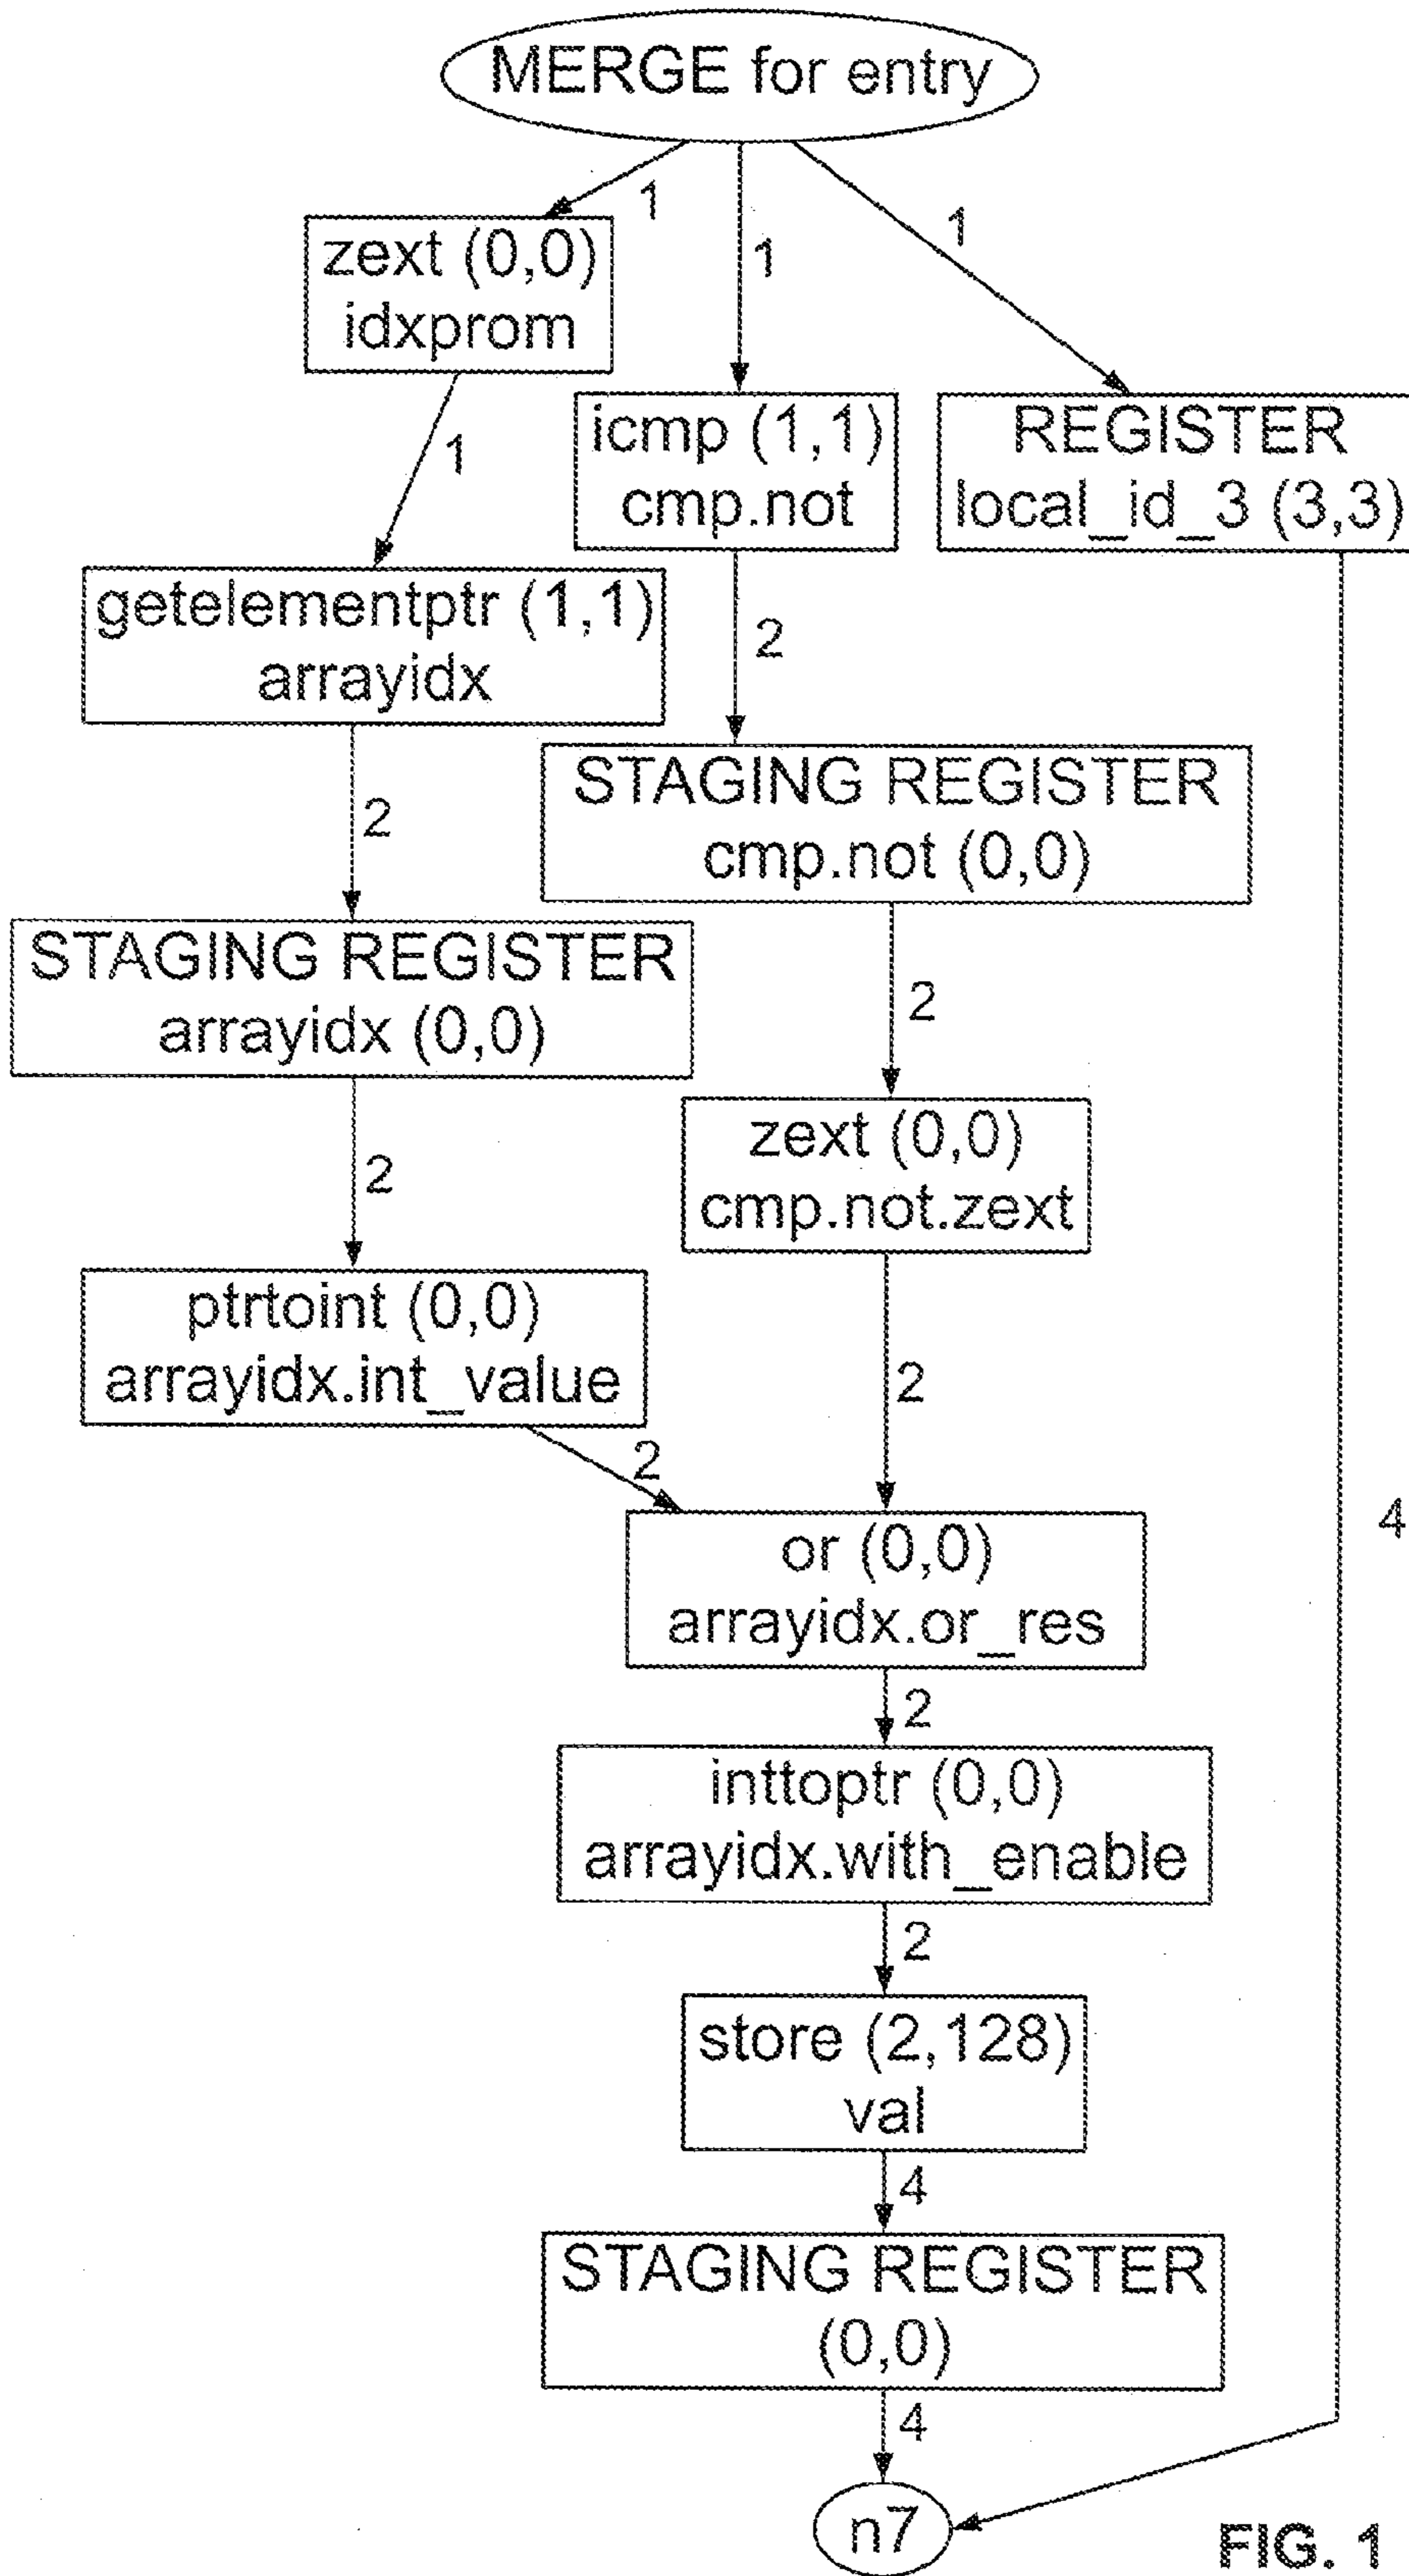 MERGE for entry
1
1
1
zext (0,0)
idxprom
1
icmp (1,1)
cmp.not
REGISTER
local_id_3 (3,3)
getelementptr (1,1)
arrayidx
2
2
STAGING REGISTER
cmp.not (0,0)
STAGING REGISTER
arrayidx (0,0)
2
2
zext (0,0)
cmp.not.zext
ptrtoint (0,0)
arrayidx.int_value
2
2
4
or (0,0)
arrayidx.or_res
2
inttoptr (0,0)
arrayidx.with_enable
2
store (2,128)
val
4
STAGING REGISTER
(0,0)
4
n7
FIG. 1